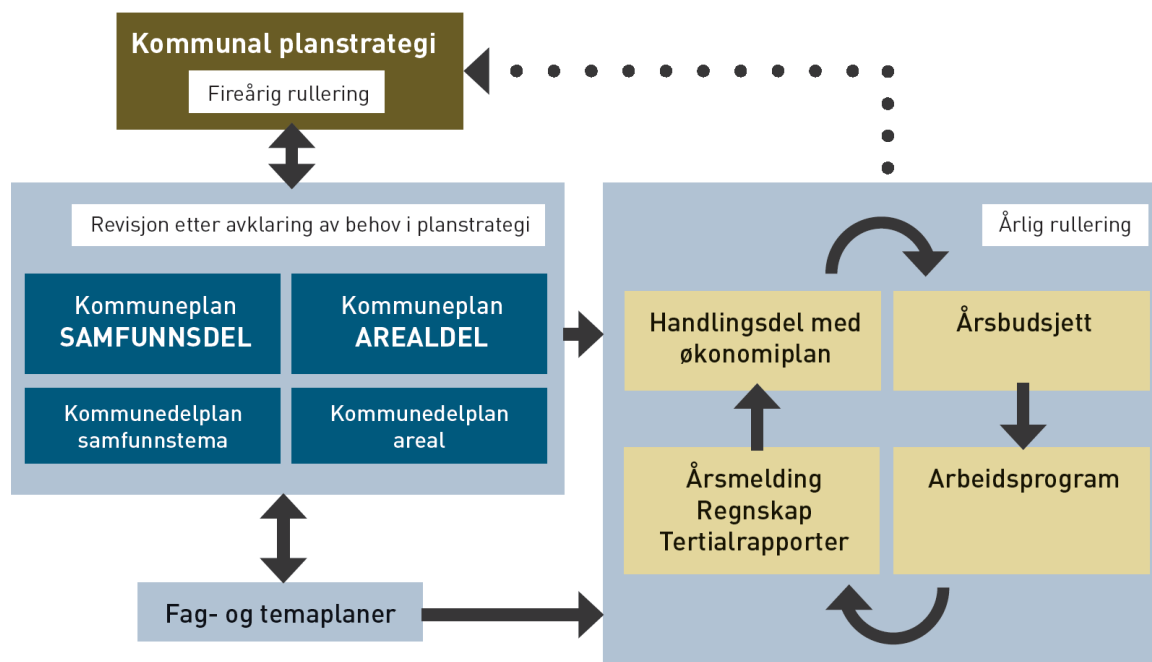 Kommunal planstrategi
Fireårig rullering
Revisjon etter avklaring av behov i planstrategi
Kommuneplan
SAMFUNNSDEL
Kommuneplan
AREALDEL
Kommunedelplan
samfunnstema
Kommunedelplan
areal
Fag- og temaplaner
Årlig rullering
Handlingsdel med
økonomiplan
Årsbudsjett
Årsmelding
Regnskap
Tertialrapporter
Arbeidsprogram